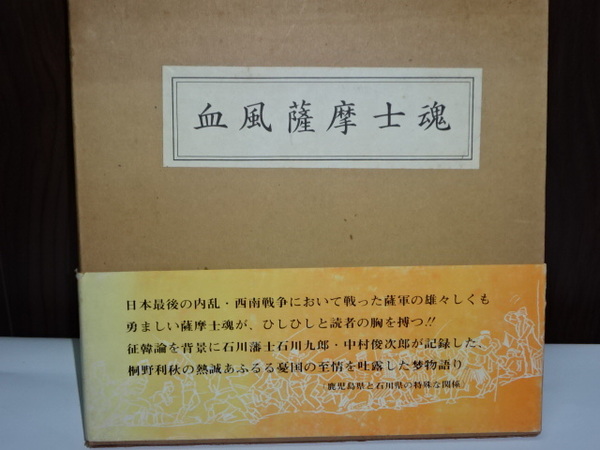 血風薩摩士魂
日本最後の内乱・西南戦争において戦った薩軍の雄々しくも
勇ましい薩摩士魂が、ひしひしと読者の胸を搏つ!!
征韓論を背景に石川藩士石川九郎・中村俊次郎が記録した、
桐野利秋の熱誠あふるる憂国の至情を吐露した梦物語り
「鹿児島県と石川県の特殊な関係」